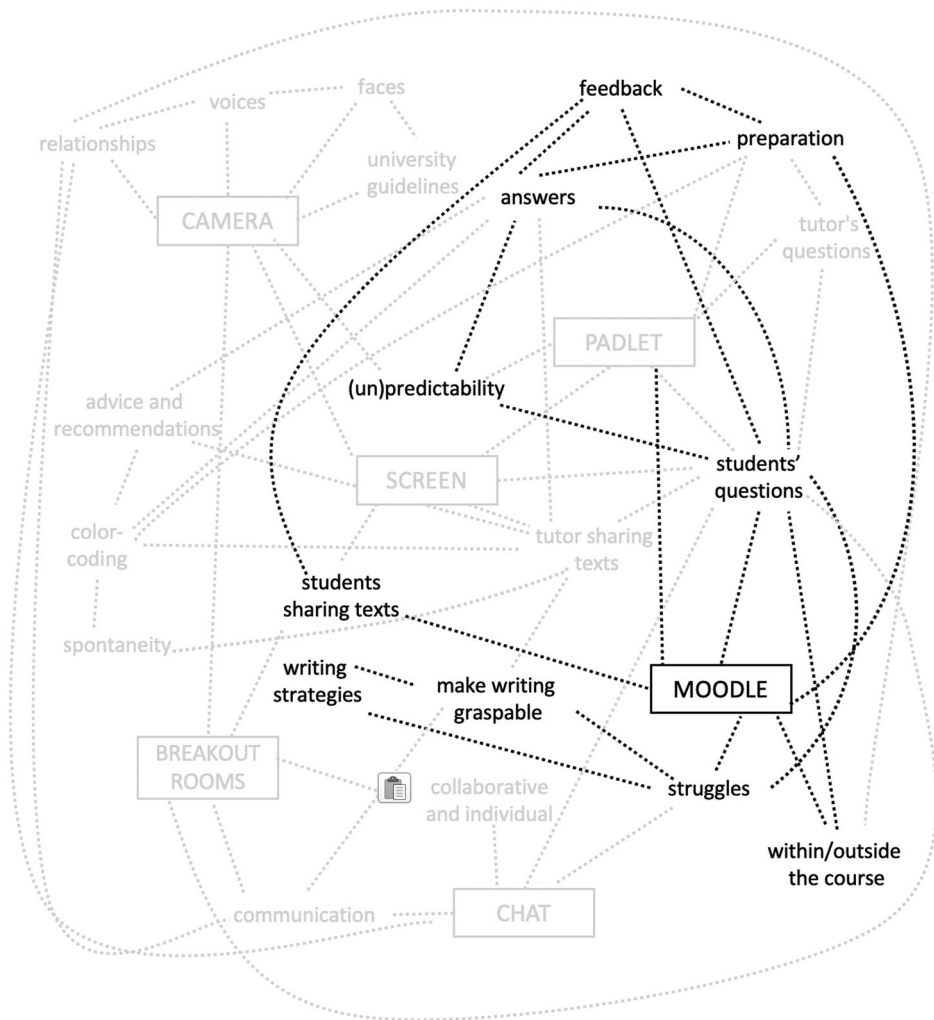 faces
feedback
voices
relationships
preparation
university
guidelines
answers
CAMERA
tutor's
questions
PADLET
(un)predictability
advice and
recommendations
students'
questions
SCREEN
color-
coding
tutor sharing
texts
students
sharing texts
spontaneity
writing
strategies
make writing
graspable
MOODLE
BREAKOUT
ROOMS
collaborative
and individual
struggles
within/outside
the course
communication
CHAT